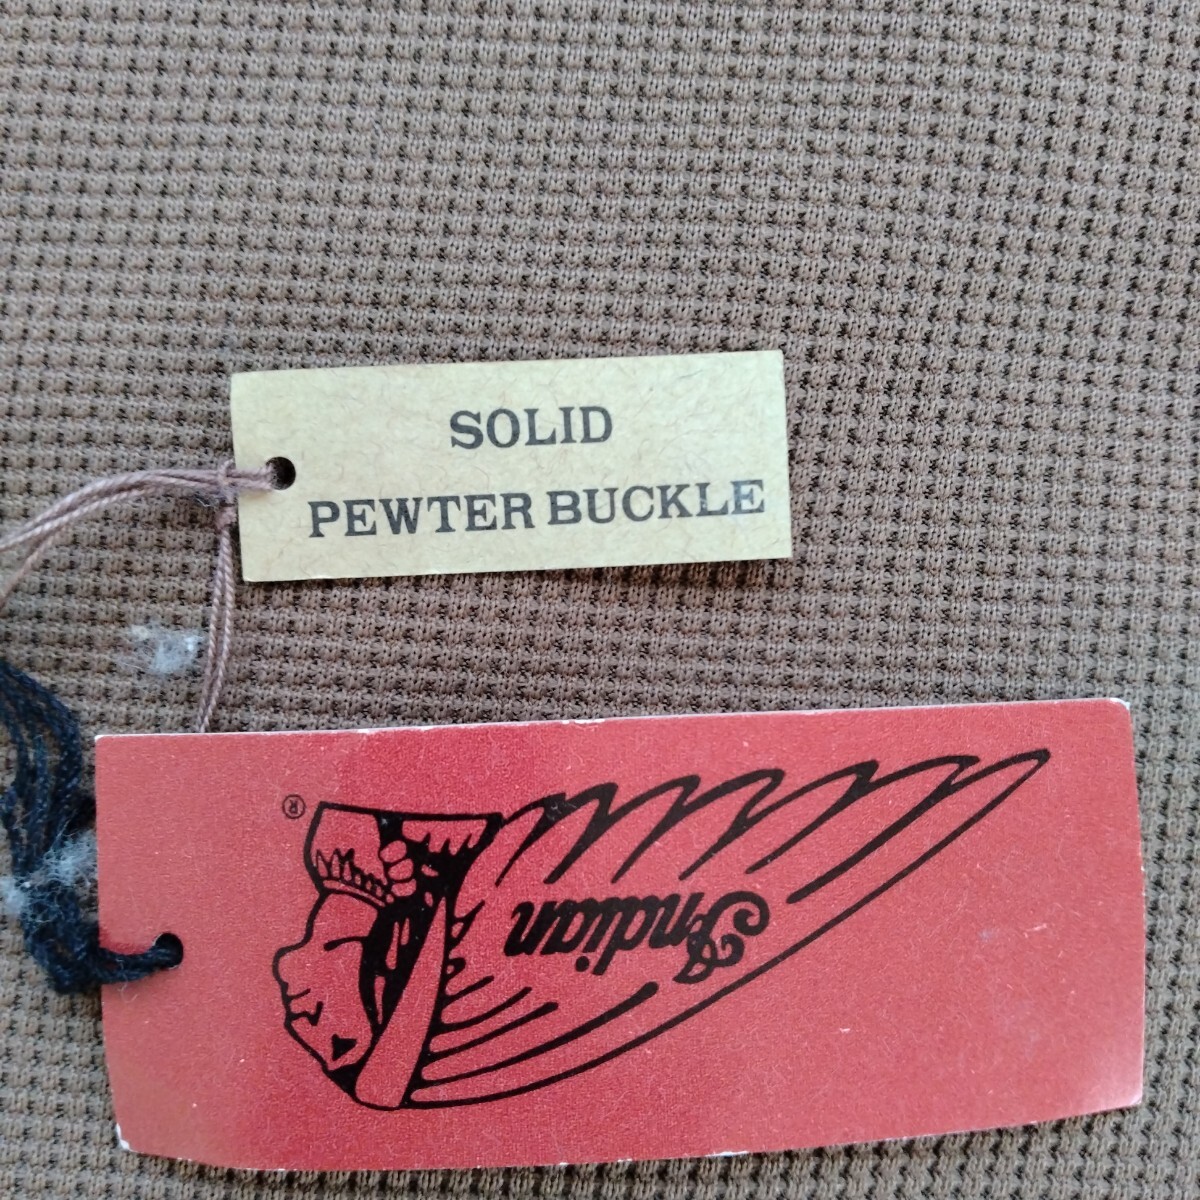 SOLID
PEWTER BUCKLE
®
Indian